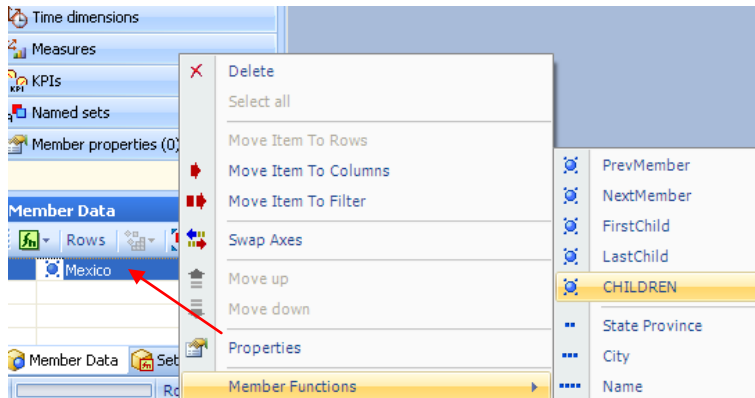 Time dimensions
Measures
KPIs
Named sets
Member properties (0)
Member Data
Rows
Mexico
Member Data
Set
Ro
Delete
Select all
Move Item To Rows
Move Item To Columns
Move Item To Filter
Swap Axes
Move up
Move down
Properties
Member Functions
PrevMember
NextMember
FirstChild
LastChild
CHILDREN
State Province
City
Name